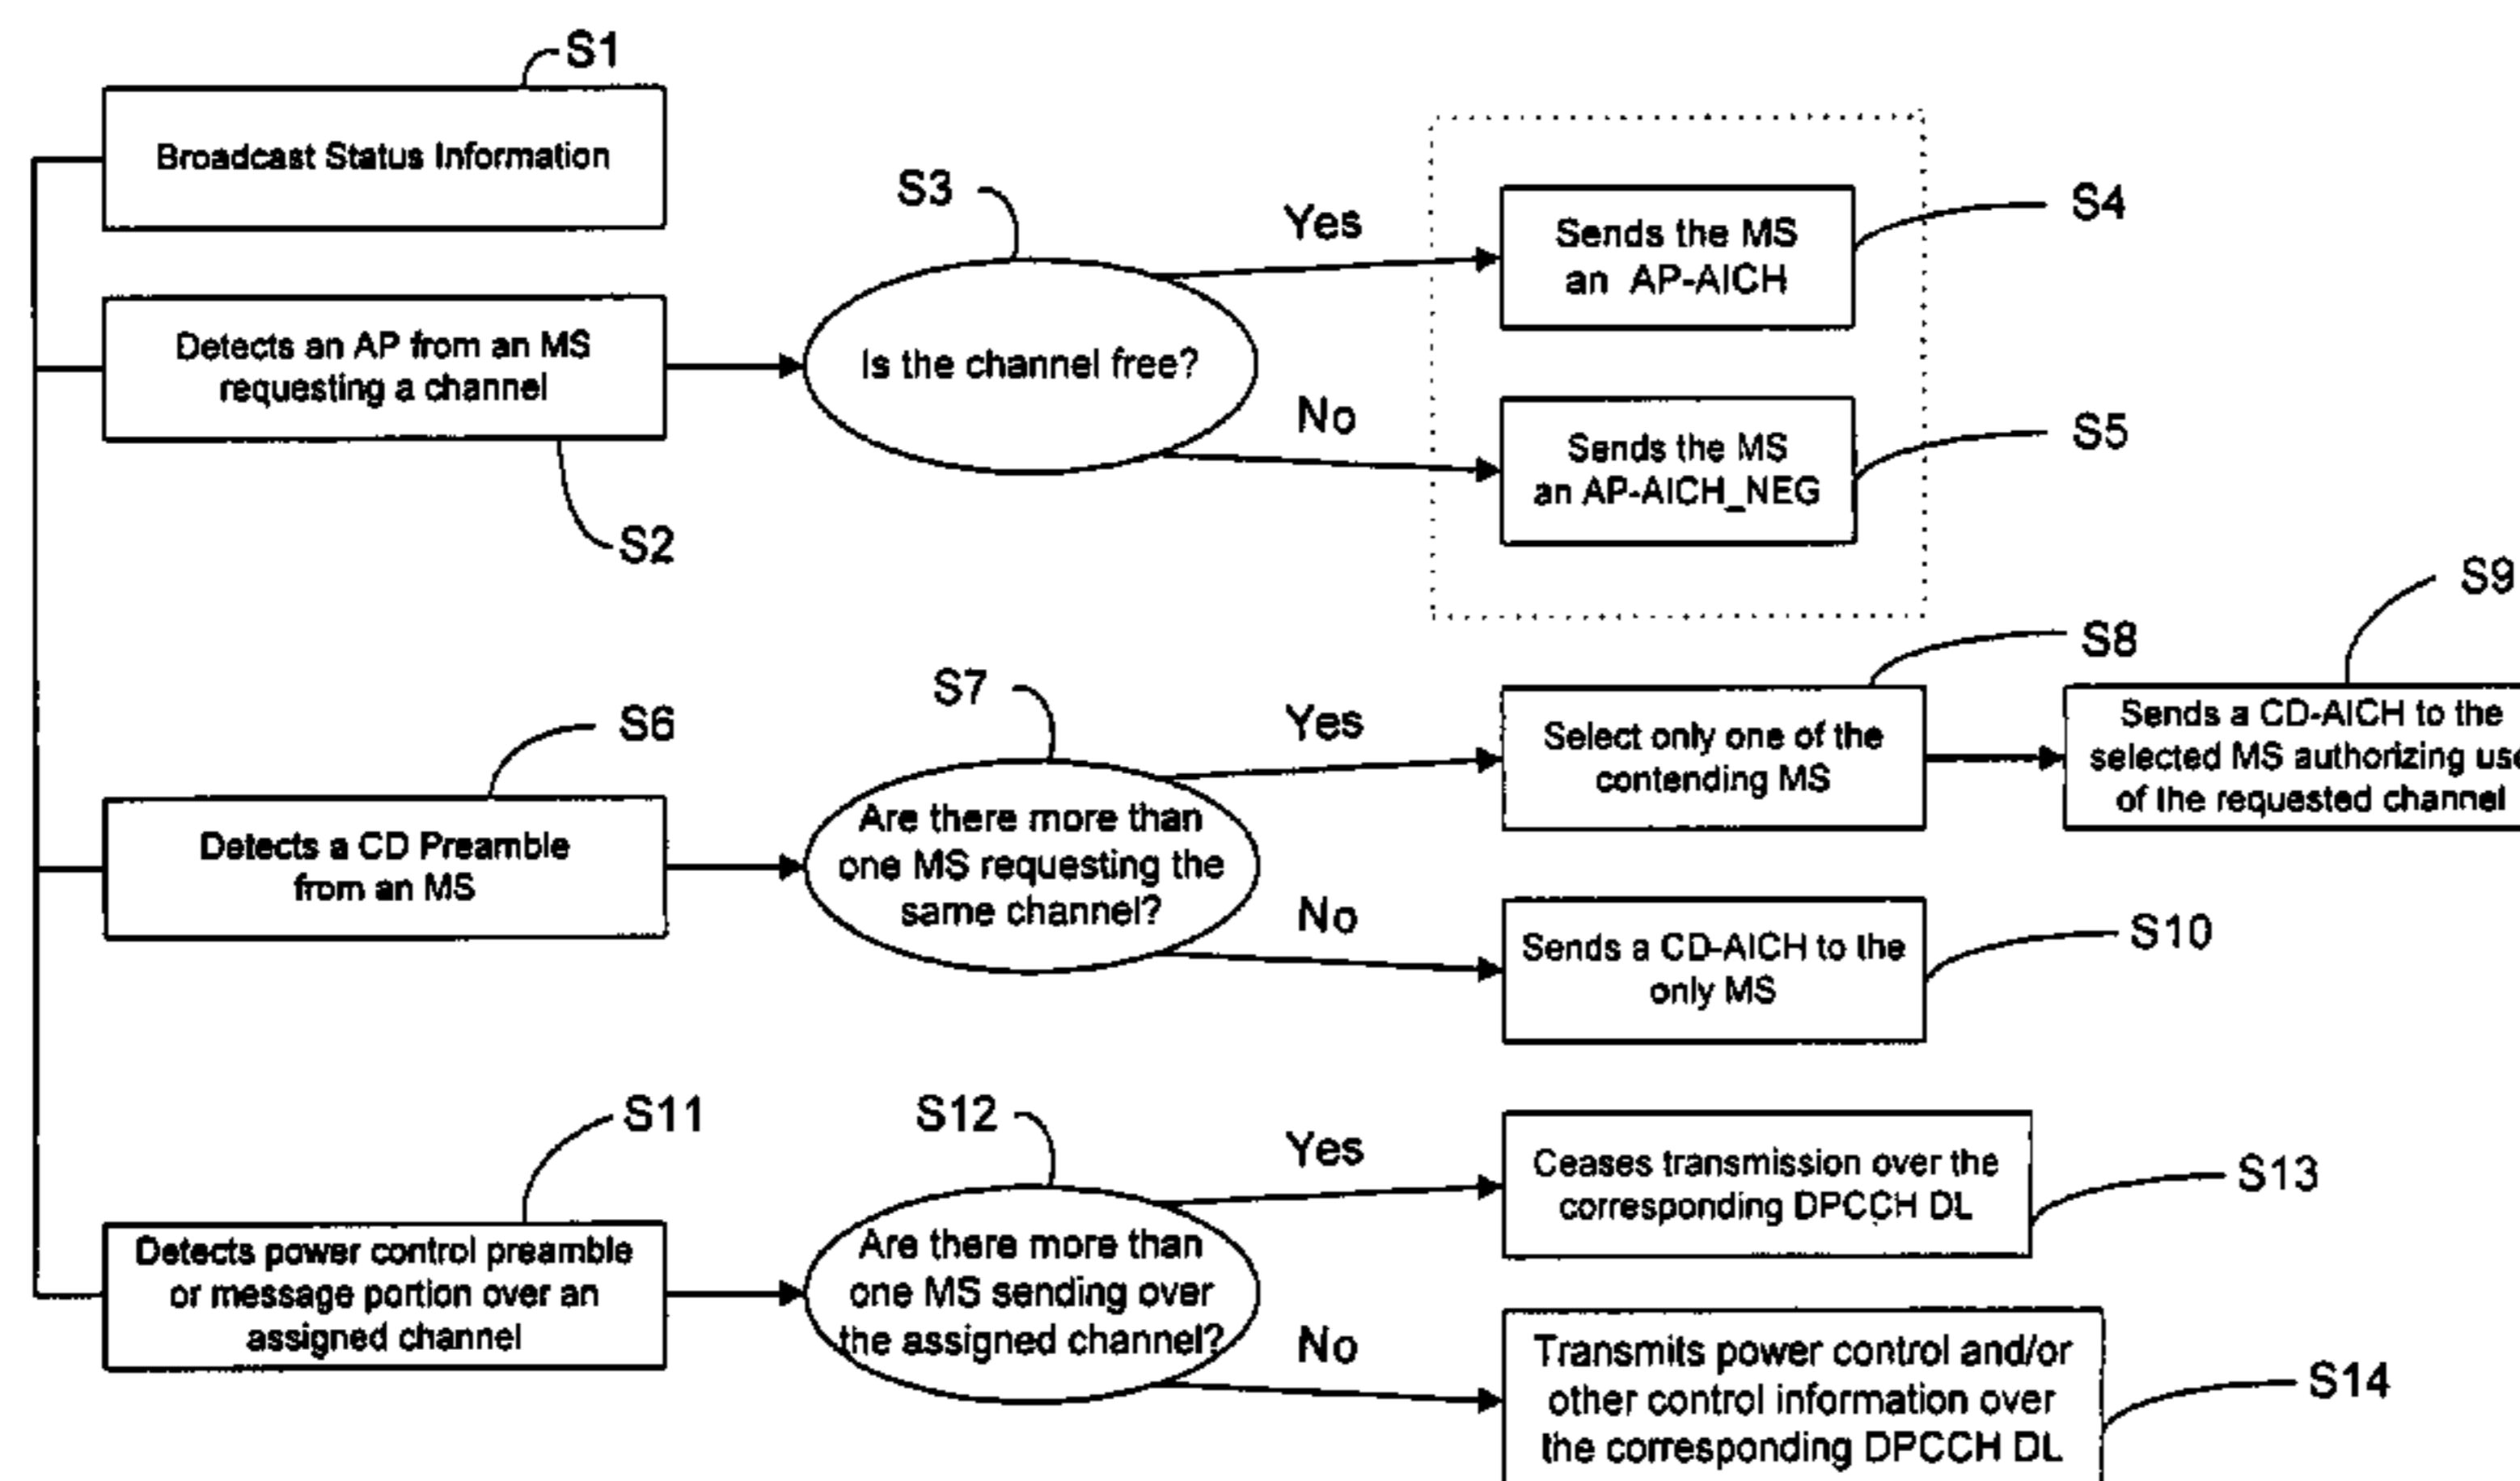 S1
Broadcast Status Information
S3
Yes
Sends the MS
an AP-AICH
S4
Detects an AP from an MS
requesting a channel
Is the channel free?
No
Sends the MS
an AP-AICH_NEG
S5
S2
S9
S8
S7
S6
Yes
Select only one of the
contending MS
Sends a CD-AICH to the
selected MS authorizing use
of the requested channel
Detects a CD Preamble
from an MS
Are there more than
one MS requesting the
same channel?
No
Sends a CD-AICH to the
only MS
S10
S11
S12
Yes
Ceases transmission over the
corresponding DPCCH DL
S13
Detects power control preamble
or message portion over an
assigned channel
Are there more than
one MS sending over
the assigned channel?
No
Transmits power control and/or
other control information over
the corresponding DPCCH DL
S14